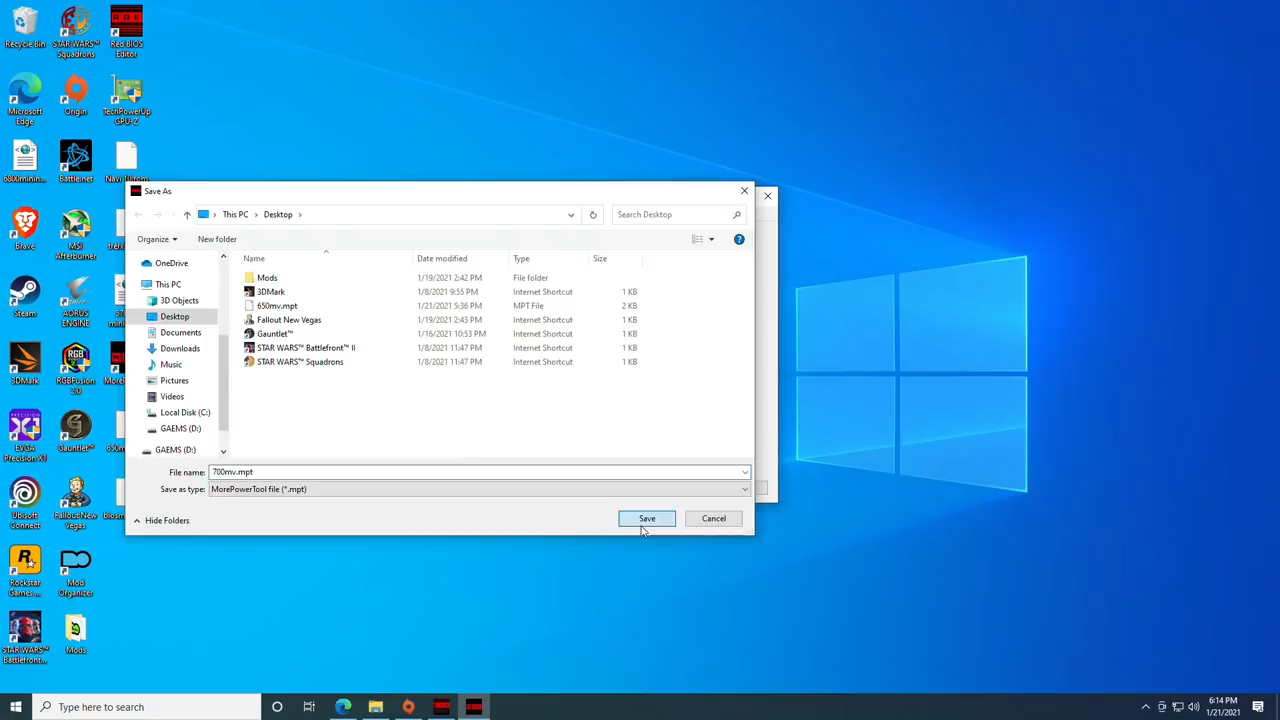 Recycle Bin
STAR WARS™
Squadrons
Red BIOS
Editor
Microsoft
Edge
Origin
TechPowerUp
GPU-Z
Battle.net
Brave
MSI
Afterburner
Steam
AORUS
ENGINE
3DMark
RGBFusion
2.0
EVGA
Precision X1
Gauntlet™
Ubisoft
Connect
Fallout New
Vegas
Rockstar
Games ...
Mod
Organizer
STAR WARS™
Battlefront...
Mods
Save As
This PC
Desktop
Search Desktop
Organize
New folder
OneDrive
This PC
3D Objects
Desktop
Documents
Downloads
Music
Pictures
Videos
Local Disk (C:)
GAEMS (D:)
GAEMS (D:)
Name Date modified Type Size
Mods 1/19/2021 2:42 PM File folder
3DMark 1/8/2021 9:55 PM Internet Shortcut 1 KB
650mv.mpt 1/21/2021 5:36 PM MPT File 2 KB
Fallout New Vegas 1/19/2021 2:43 PM Internet Shortcut 1 KB
Gauntlet™ 1/16/2021 10:53 PM Internet Shortcut 1 KB
STAR WARS™ Battlefront™ II 1/8/2021 11:47 PM Internet Shortcut 1 KB
STAR WARS™ Squadrons 1/8/2021 11:47 PM Internet Shortcut 1 KB
File name: 700mv.mpt
Save as type: MorePowerTool file (*.mpt)
Hide Folders
Save
Cancel
Type here to search
6:14 PM
1/21/2021